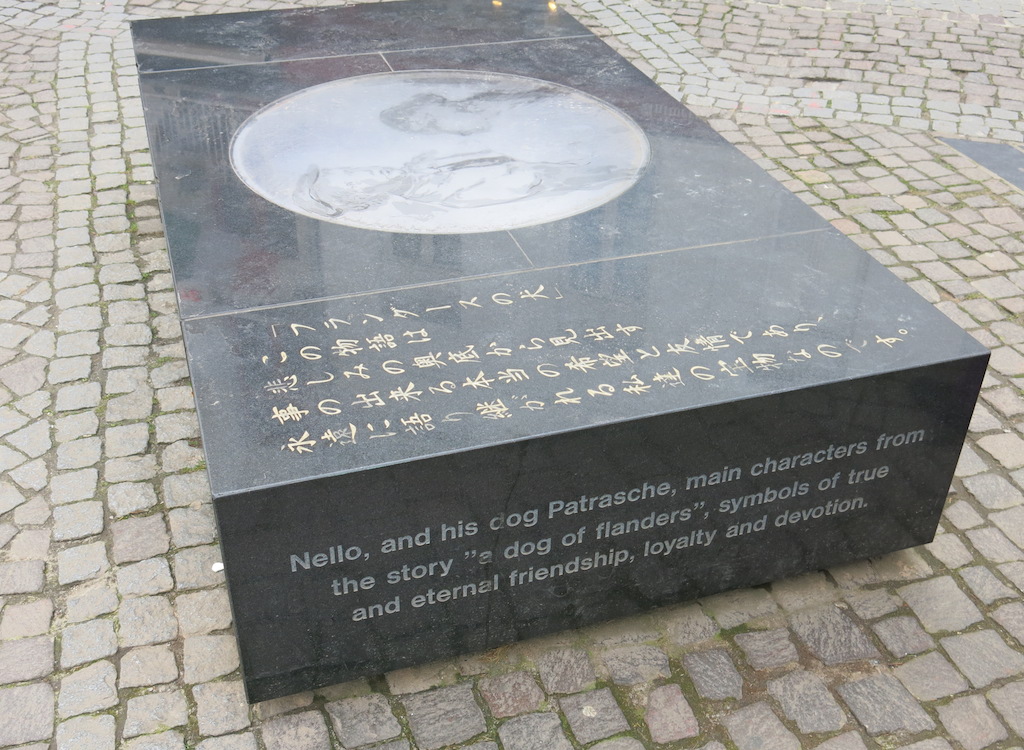 「フランダースの犬」
この物語は
悲しみの奥底から見出す
事の出来る本当の希望と友情であり、
永遠に語り継がれる私達の宝物なのです。
Nello, and his dog Patrasche, main characters from
the story "a dog of flanders", symbols of true
and eternal friendship, loyalty and devotion.